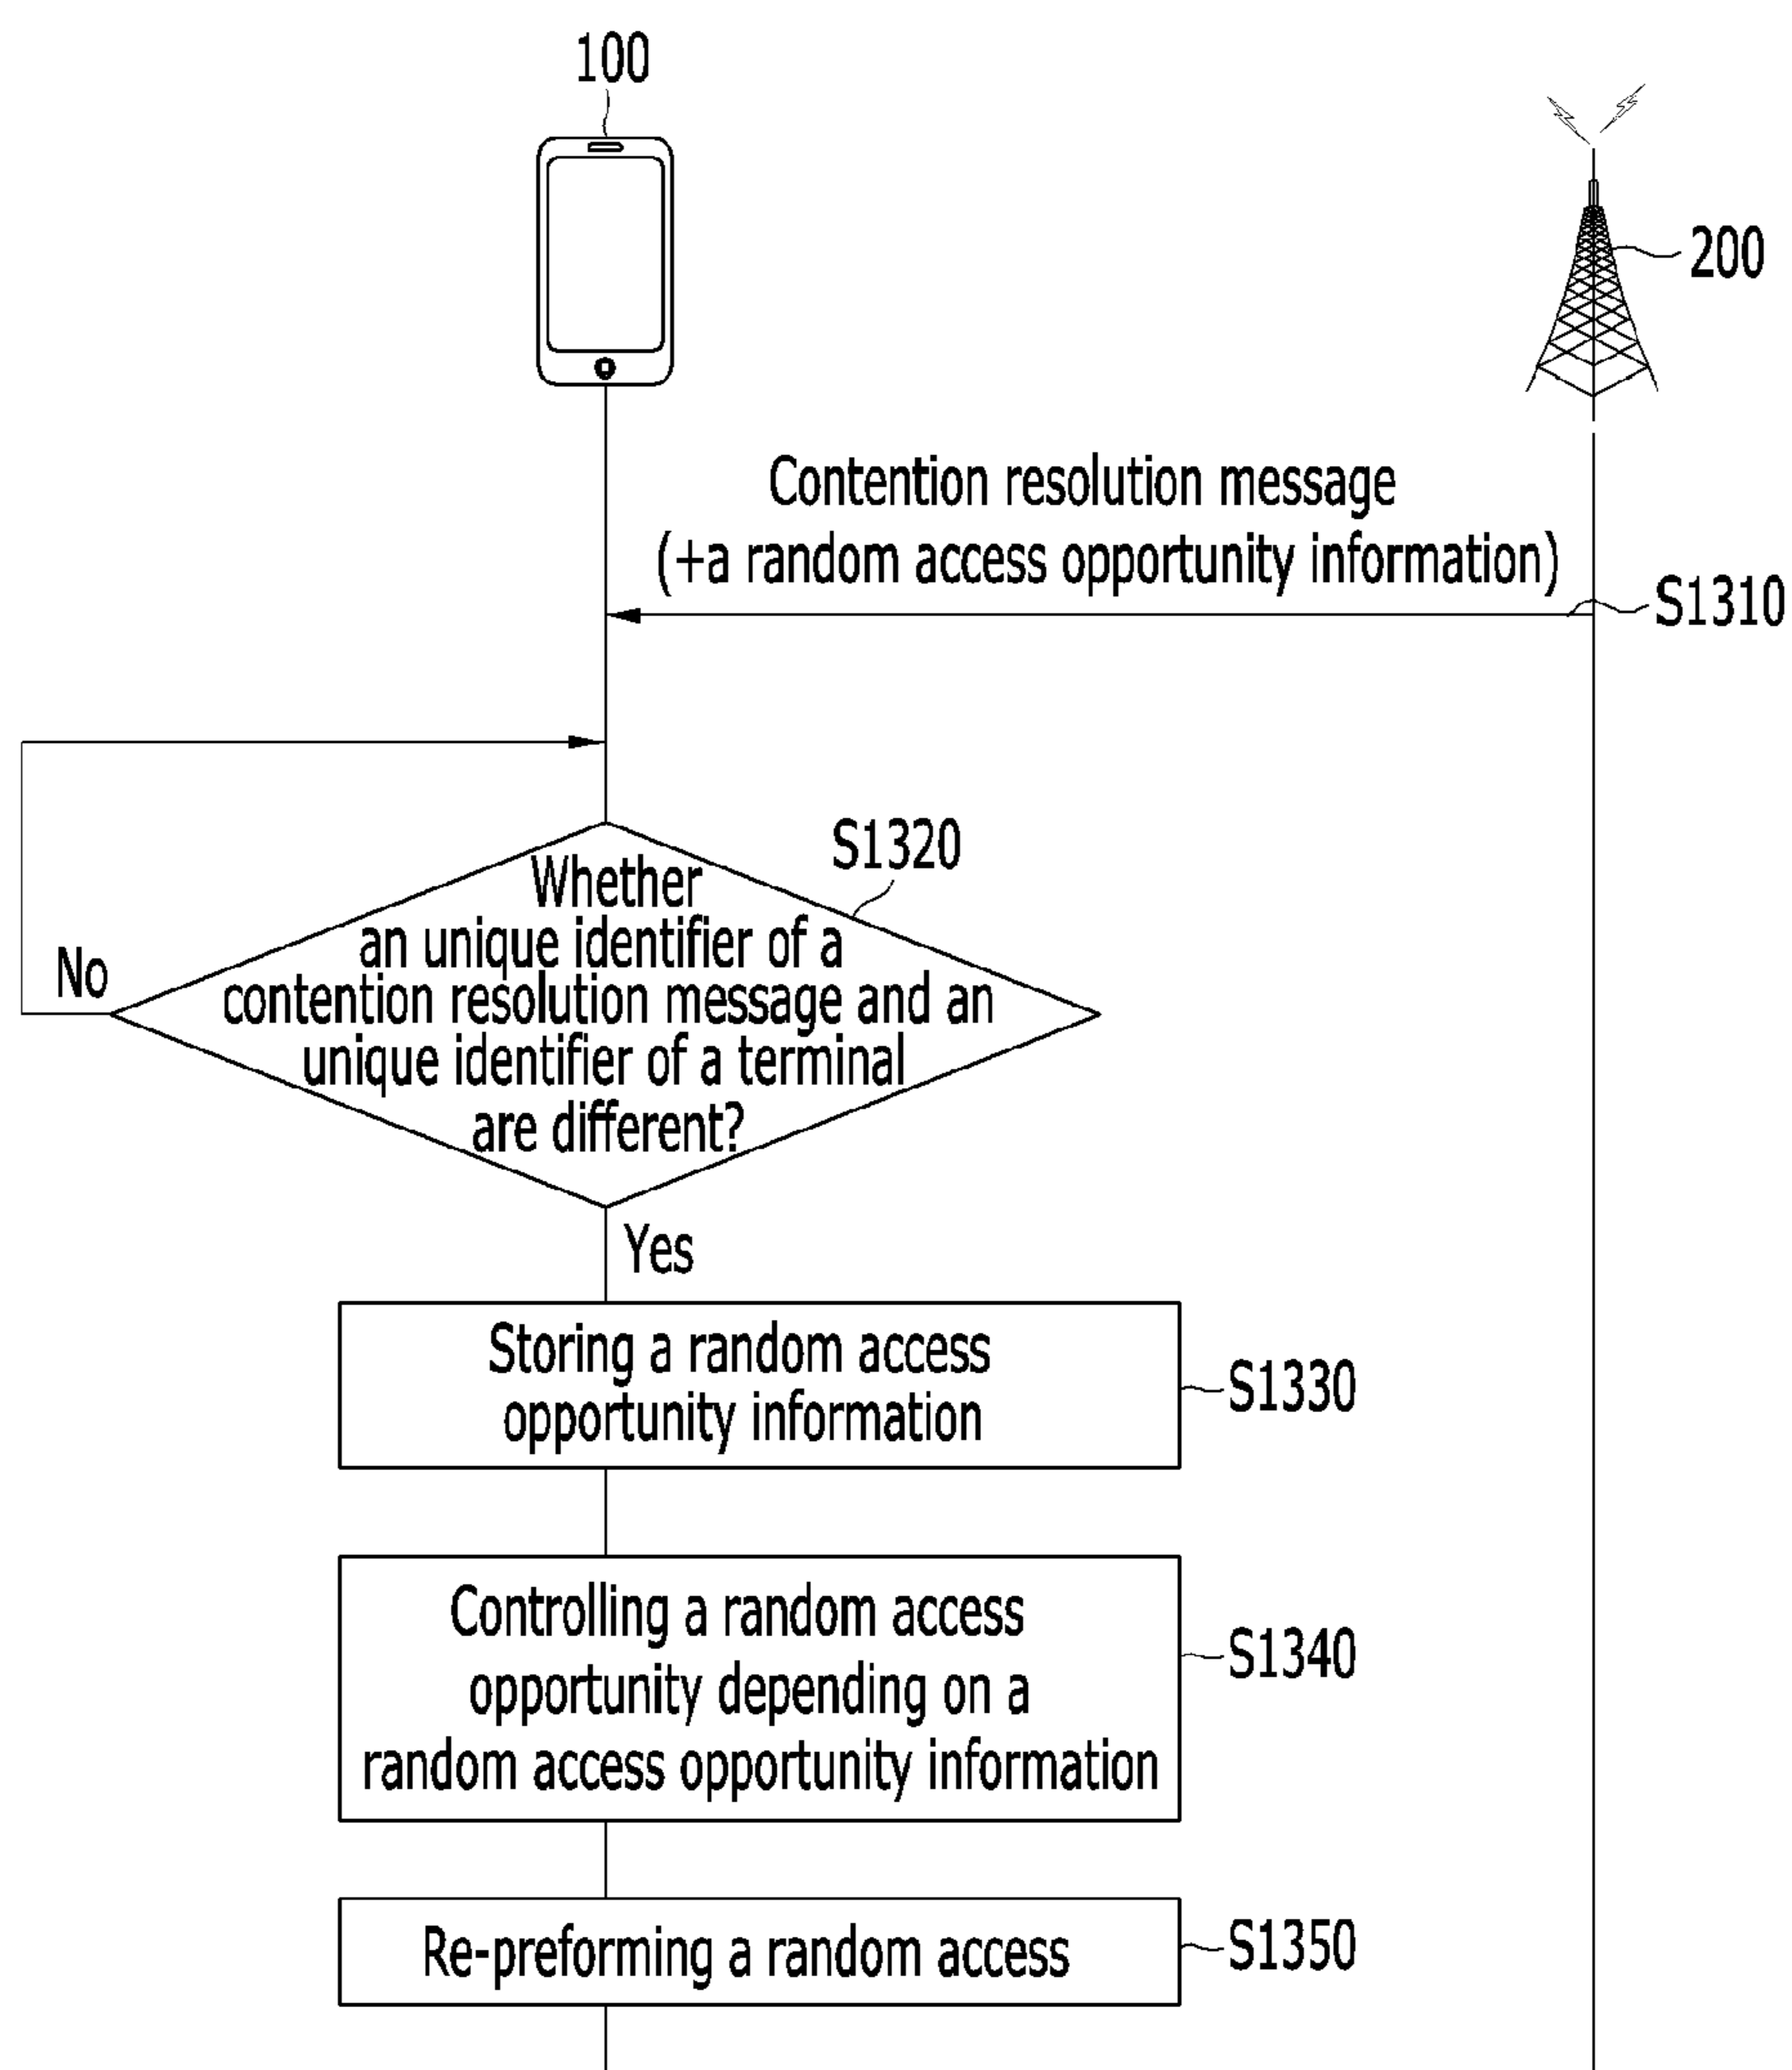 100
200
Contention resolution message
(+a random access opportunity information)
S1310
S1320
Whether
an unique identifier of a
contention resolution message and an
unique identifier of a terminal
are different?
No
Yes
Storing a random access
opportunity information
S1330
Controlling a random access
opportunity depending on a
random access opportunity information
S1340
Re-preforming a random access
S1350